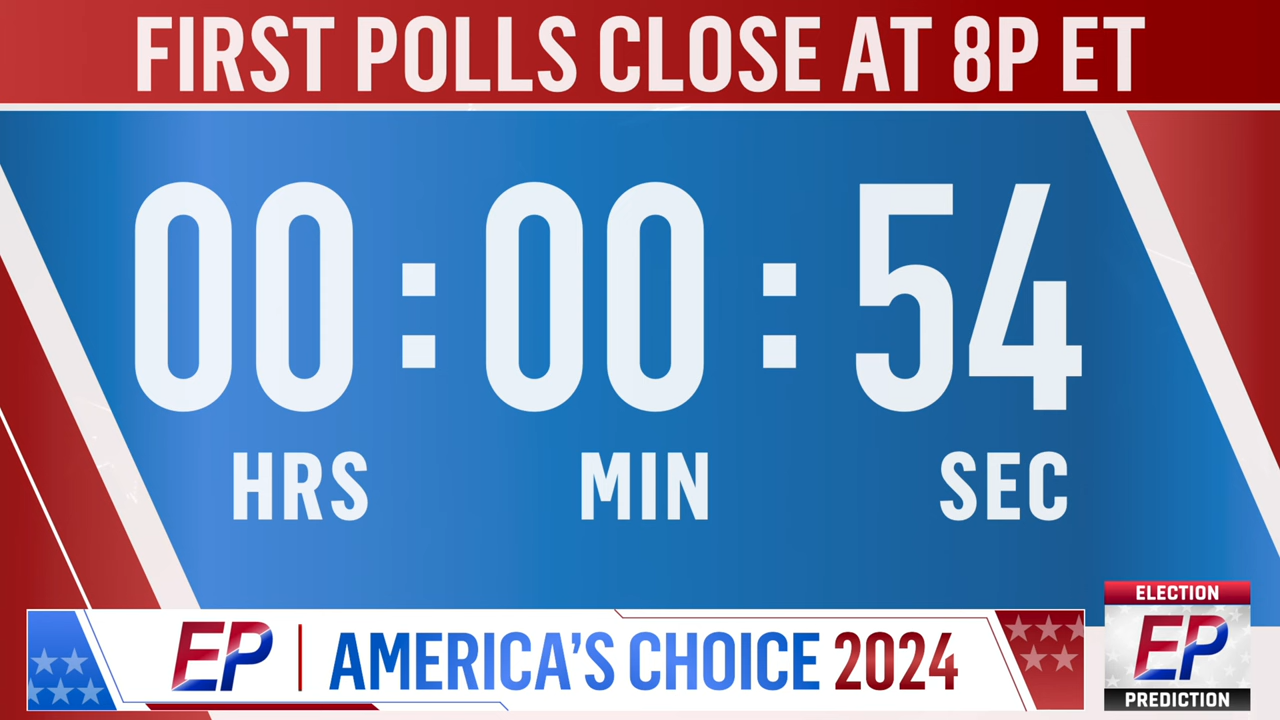 FIRST POLLS CLOSE AT 8P ET
00:00:54
HRS MIN SEC
EP AMERICA'S CHOICE 2024
ELECTION
EP
PREDICTION